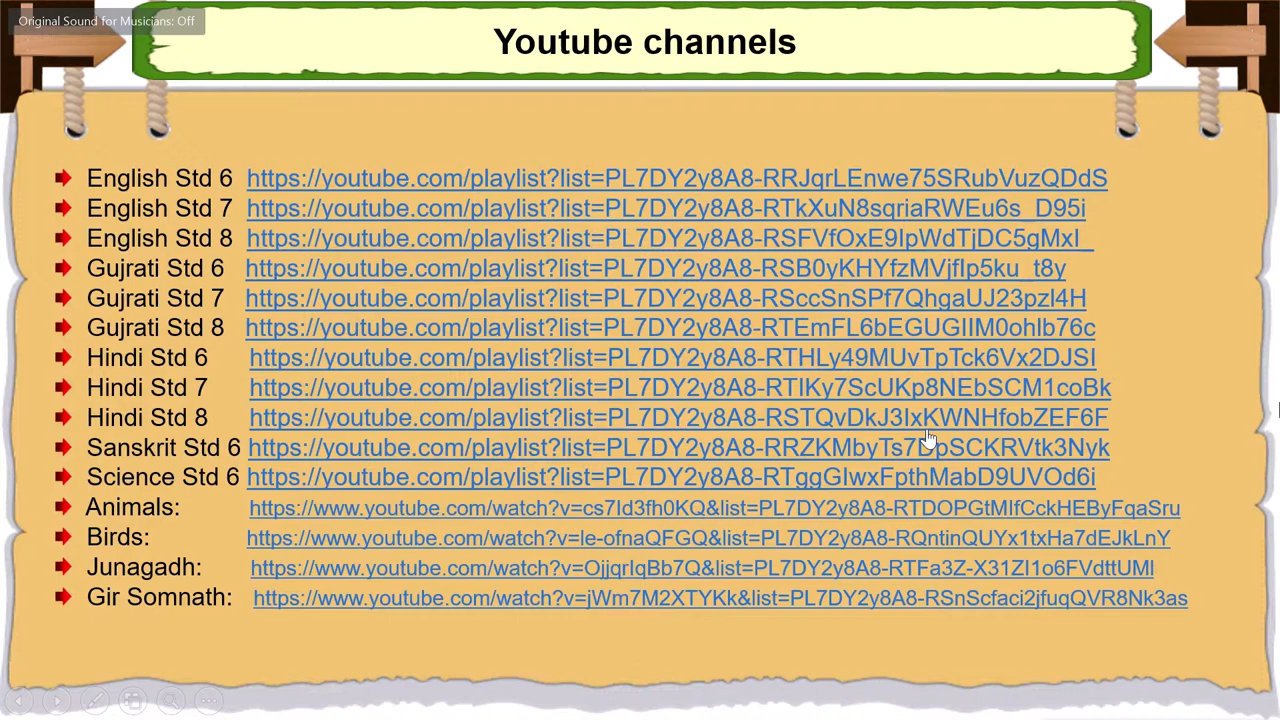 Original Sound for Musicians: Off
Youtube channels
English Std 6 https://youtube.com/playlist?list=PL7DY2y8A8-RRJqrLEnwe75SRubVuzQDdS
English Std 7 https://youtube.com/playlist?list=PL7DY2y8A8-RTkXuN8sqriaRWEu6s_D95i
English Std 8 https://youtube.com/playlist?list=PL7DY2y8A8-RSFVfOxE9IpWdTjDC5gMxI_
Gujrati Std 6 https://youtube.com/playlist?list=PL7DY2y8A8-RSB0yKHYfzMVjfIp5ku_t8y
Gujrati Std 7 https://youtube.com/playlist?list=PL7DY2y8A8-RSccSnSPf7QhgaUJ23pzl4H
Gujrati Std 8 https://youtube.com/playlist?list=PL7DY2y8A8-RTEmFL6bEGUGIIM0ohlb76c
Hindi Std 6 https://youtube.com/playlist?list=PL7DY2y8A8-RTHLy49MUvTpTck6Vx2DJSI
Hindi Std 7 https://youtube.com/playlist?list=PL7DY2y8A8-RTIKy7ScUKp8NEbSCM1coBk
Hindi Std 8 https://youtube.com/playlist?list=PL7DY2y8A8-RSTQvDkJ3IxKWNHfobZEF6F
Sanskrit Std 6 https://youtube.com/playlist?list=PL7DY2y8A8-RRZKMbyTs7DpSCKRVtk3Nyk
Science Std 6 https://youtube.com/playlist?list=PL7DY2y8A8-RTggGIwxFpthMabD9UVOd6i
Animals: https://www.youtube.com/watch?v=cs7Id3fh0KQ&list=PL7DY2y8A8-RTDOPGtMIfCckHEByFqaSru
Birds: https://www.youtube.com/watch?v=le-ofnaQFGQ&list=PL7DY2y8A8-RQntinQUYx1txHa7dEJkLnY
Junagadh: https://www.youtube.com/watch?v=OjjqrIqBb7Q&list=PL7DY2y8A8-RTFa3Z-X31ZI1o6FVdttUMl
Gir Somnath: https://www.youtube.com/watch?v=jWm7M2XTYKk&list=PL7DY2y8A8-RSnScfaci2jfuqQVR8Nk3as